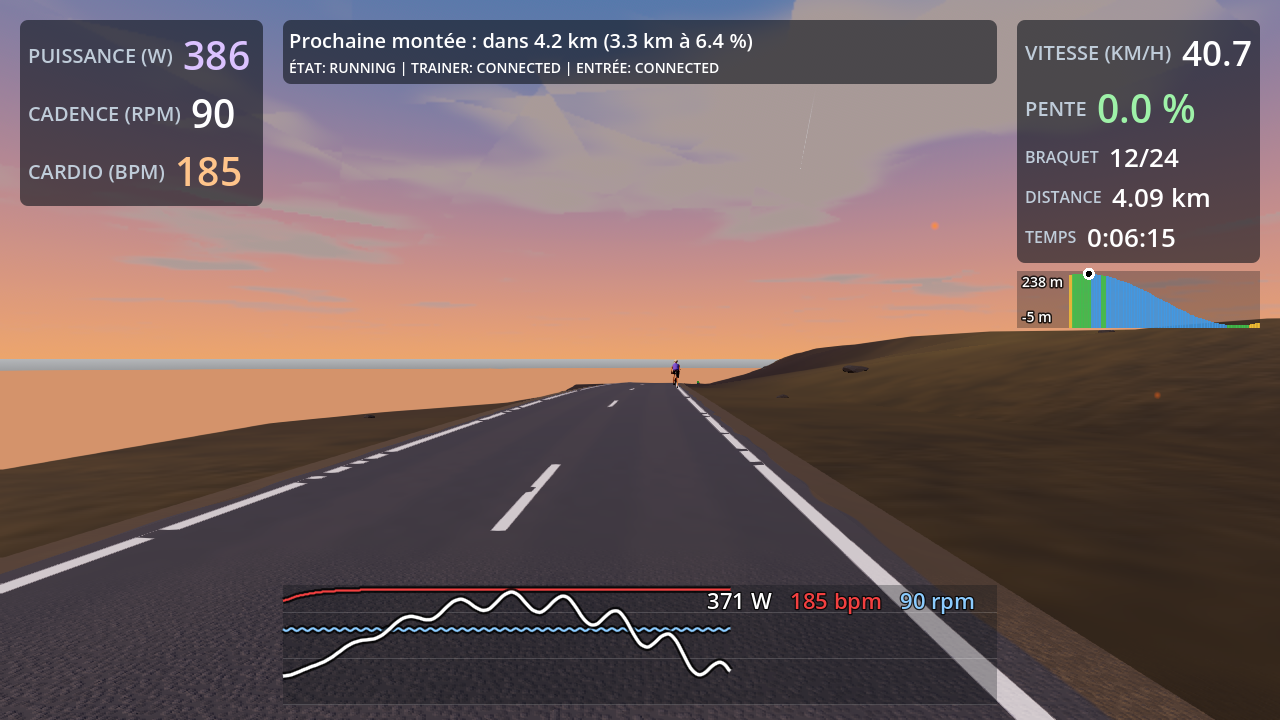 PUISSANCE (W) 386
CADENCE (RPM) 90
CARDIO (BPM) 185
Prochaine montée : dans 4.2 km (3.3 km à 6.4 %)
ÉTAT: RUNNING | TRAINER: CONNECTED | ENTRÉE: CONNECTED
VITESSE (KM/H) 40.7
PENTE 0.0 %
BRAQUET 12/24
DISTANCE 4.09 km
TEMPS 0:06:15
238 m
-5 m
371 W 185 bpm 90 rpm